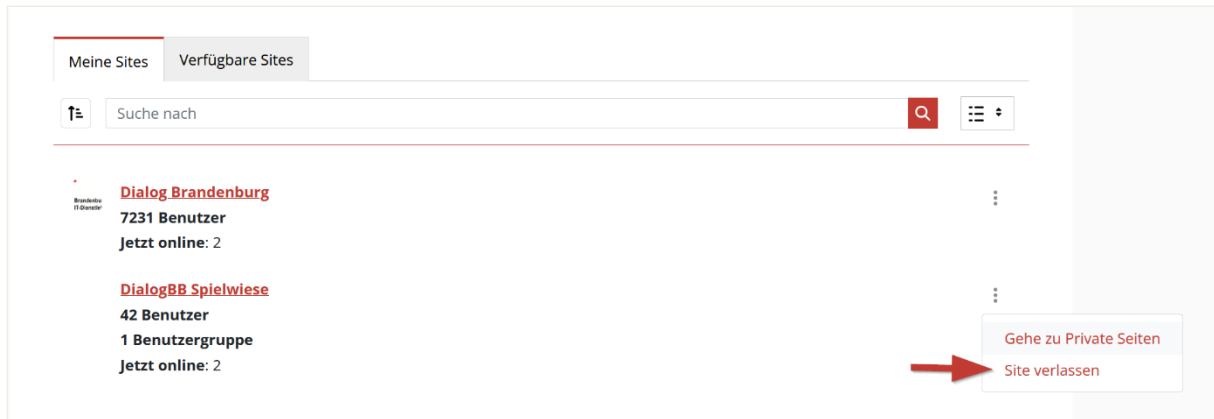 Meine Sites
Verfügbare Sites
Suche nach
Dialog Brandenburg
7231 Benutzer
Jetzt online: 2
DialogBB Spielwiese
42 Benutzer
1 Benutzergruppe
Jetzt online: 2
Gehe zu Private Seiten
Site verlassen